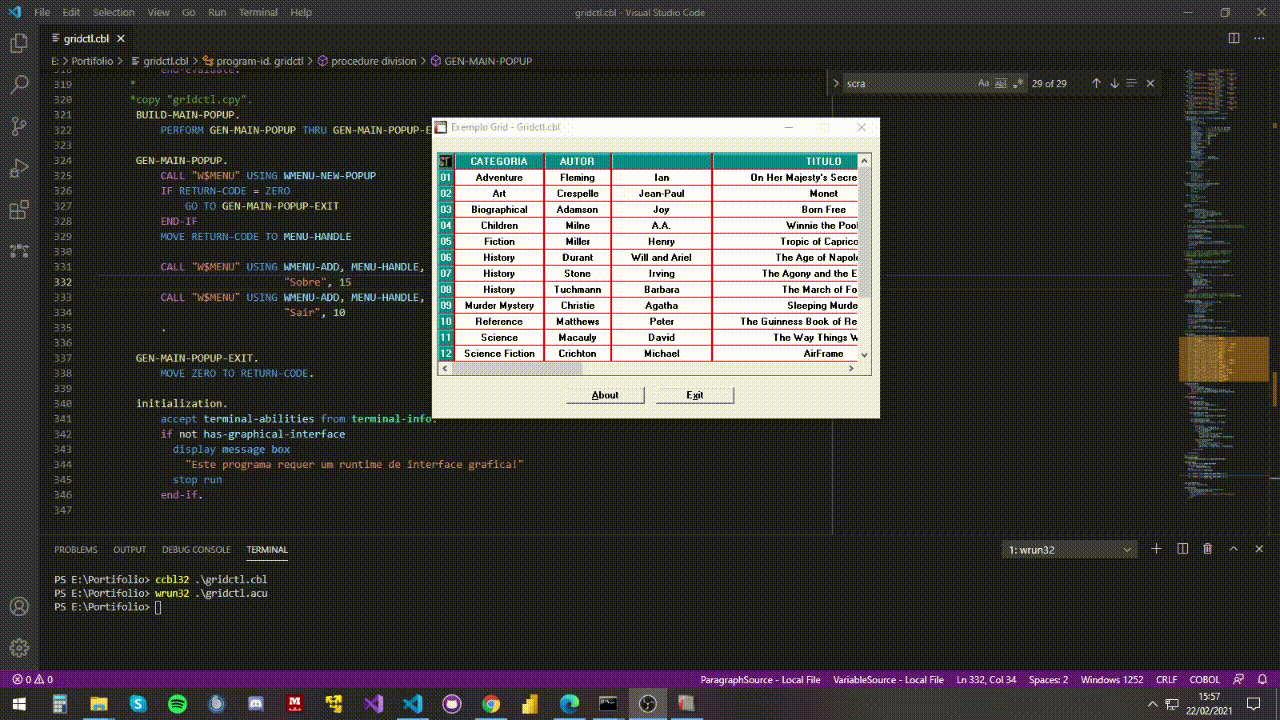 File Edit Selection View Go Run Terminal Help gridctl.cbl - Visual Studio Code
gridctl.cbl
E: > Portifolio > gridctl.cbl > program-id. gridctl > procedure division > GEN-MAIN-POPUP
318 end-evaluate.
319 *
320 *copy "gridctl.cpy".
321 BUILD-MAIN-POPUP.
322 PERFORM GEN-MAIN-POPUP THRU GEN-MAIN-POPUP-E
323
324 GEN-MAIN-POPUP.
325 CALL "W$MENU" USING WMENU-NEW-POPUP
326 IF RETURN-CODE = ZERO
327 GO TO GEN-MAIN-POPUP-EXIT
328 END-IF
329 MOVE RETURN-CODE TO MENU-HANDLE
330
331 CALL "W$MENU" USING WMENU-ADD, MENU-HANDLE,
332 "Sobre", 15
333 CALL "W$MENU" USING WMENU-ADD, MENU-HANDLE,
334 "Sair", 10
335 .
336
337 GEN-MAIN-POPUP-EXIT.
338 MOVE ZERO TO RETURN-CODE.
339
340 initialization.
341 accept terminal-abilities from terminal-info.
342 if not has-graphical-interface
343 display message box
344 "Este programa requer um runtime de interface grafica!"
345 stop run
346 end-if.
347
scra Aa 29 of 29
Exemplo Grid - Gridctl.cbl
ST CATEGORIA AUTOR TITULO
01 Adventure Fleming Ian On Her Majesty's Secre
02 Art Crespelle Jean-Paul Monet
03 Biographical Adamson Joy Born Free
04 Children Milne A.A. Winnie the Pool
05 Fiction Miller Henry Tropic of Caprico
06 History Durant Will and Ariel The Age of Napole
07 History Stone Irving The Agony and the E
08 History Tuchmann Barbara The March of Fo
09 Murder Mystery Christie Agatha Sleeping Murde
10 Reference Matthews Peter The Guinness Book of Re
11 Science Macauly David The Way Things W
12 Science Fiction Crichton Michael AirFrame
About Exit
PROBLEMS OUTPUT DEBUG CONSOLE TERMINAL 1: wrun32
PS E:\Portifolio> ccbl32 .\gridctl.cbl
PS E:\Portifolio> wrun32 .\gridctl.acu
PS E:\Portifolio>
0 0 ParagraphSource - Local File VariableSource - Local File Ln 332, Col 34 Spaces: 2 Windows 1252 CRLF COBOL
15:57
22/02/2021